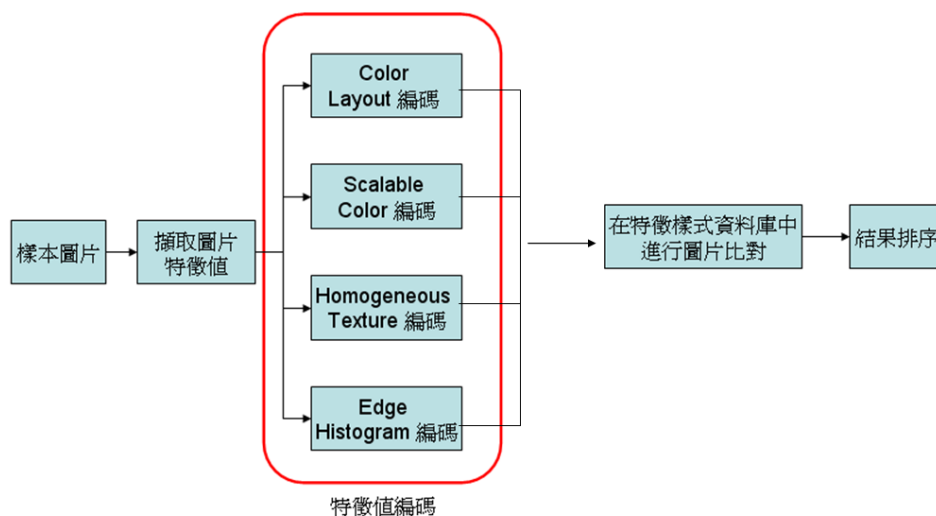 樣本圖片
擷取圖片
特徵值
Color
Layout 編碼
Scalable
Color 編碼
Homogeneous
Texture 編碼
Edge
Histogram 編碼
特徵值編碼
在特徵樣式資料庫中
進行圖片比對
結果排序